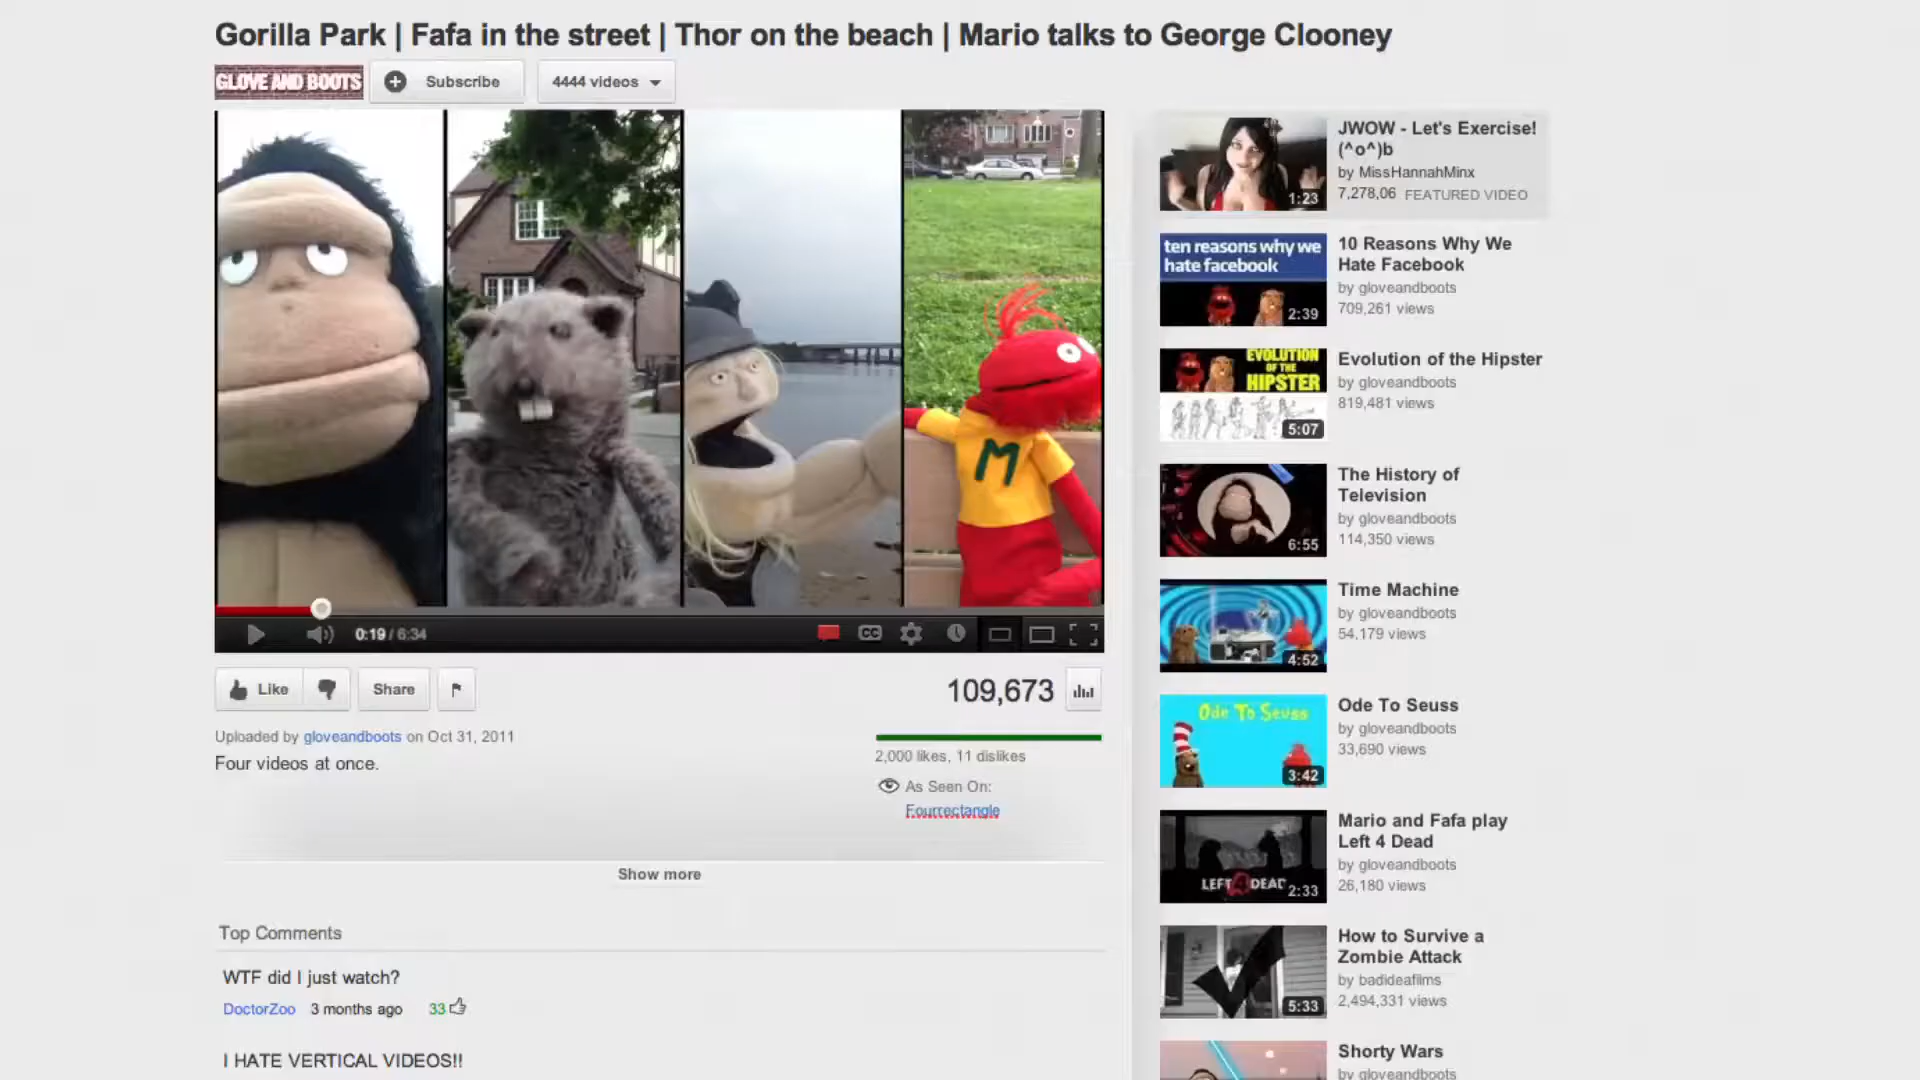 Gorilla Park | Fafa in the street | Thor on the beach | Mario talks to George Clooney
GLOVE AND BOOTS
Subscribe
4444 videos
M
0:19 / 6:34
CC
Like
Share
109,673
Uploaded by gloveandboots on Oct 31, 2011
Four videos at once.
2,000 likes, 11 dislikes
As Seen On:
Fourrectangle
Show more
Top Comments
WTF did I just watch?
DoctorZoo 3 months ago 33
I HATE VERTICAL VIDEOS!!
1:23
JWOW - Let's Exercise!
(^o^)b
by MissHannahMinx
7,278,06 FEATURED VIDEO
ten reasons why we
hate facebook
2:39
10 Reasons Why We
Hate Facebook
by gloveandboots
709,261 views
EVOLUTION
OF THE
HIPSTER
5:07
Evolution of the Hipster
by gloveandboots
819,481 views
6:55
The History of
Television
by gloveandboots
114,350 views
4:52
Time Machine
by gloveandboots
54,179 views
Ode To Seuss
3:42
Ode To Seuss
by gloveandboots
33,690 views
LEFT 4 DEAD
2:33
Mario and Fafa play
Left 4 Dead
by gloveandboots
26,180 views
5:33
How to Survive a
Zombie Attack
by badideafilms
2,494,331 views
Shorty Wars
by gloveandboots